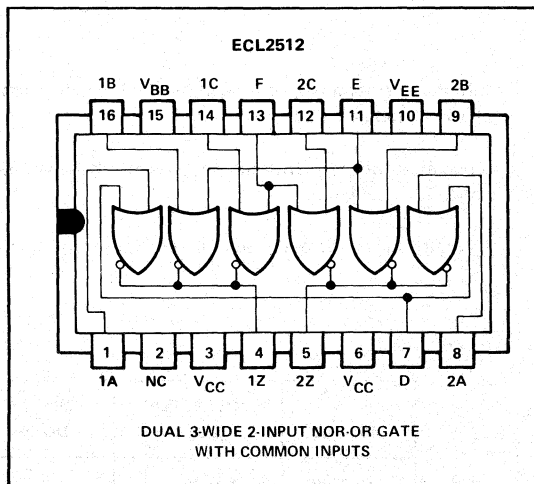 ECL2512
1B VBB 1C F 2C E VEE 2B
16 15 14 13 12 11 10 9
1 2 3 4 5 6 7 8
1A NC VCC 1Z 2Z VCC D 2A
DUAL 3-WIDE 2-INPUT NOR-OR GATE
WITH COMMON INPUTS